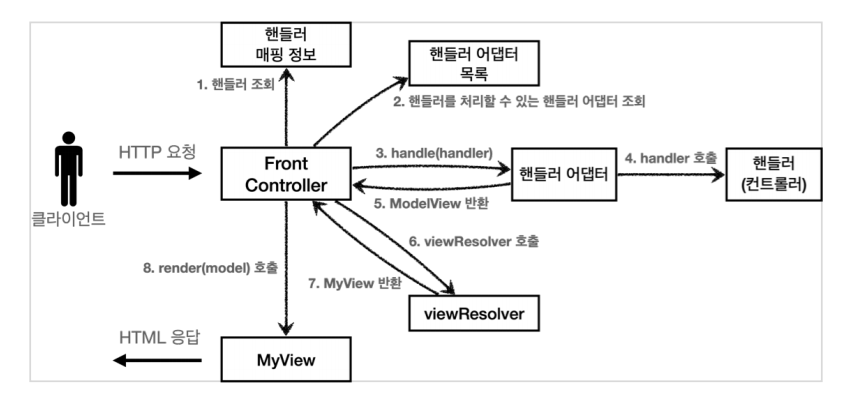 핸들러
매핑 정보
핸들러 어댑터
목록
1. 핸들러 조회
2. 핸들러를 처리할 수 있는 핸들러 어댑터 조회
HTTP 요청
Front
Controller
3. handle(handler)
핸들러 어댑터
4. handler 호출
핸들러
(컨트롤러)
클라이언트
5. ModelView 반환
6. viewResolver 호출
8. render(model) 호출
7. MyView 반환
viewResolver
HTML 응답
MyView